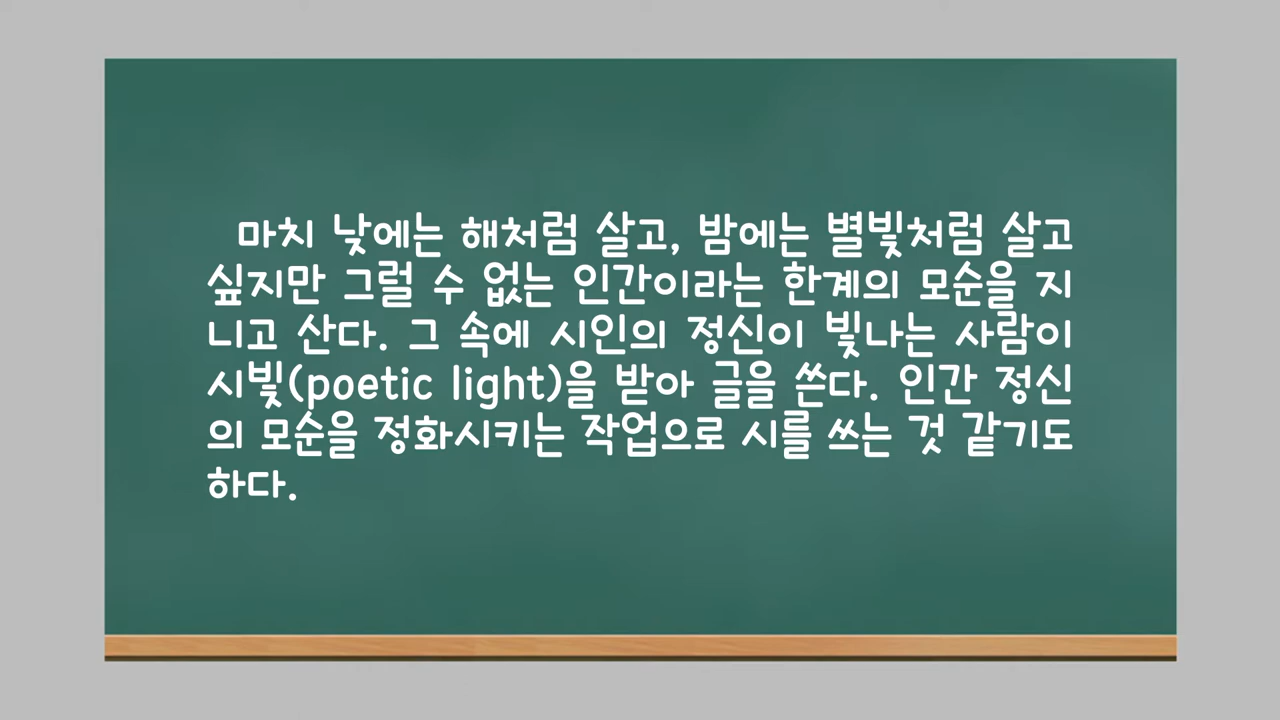 마치 낮에는 해처럼 살고, 밤에는 별빛처럼 살고
싶지만 그럴 수 없는 인간이라는 한계의 모순을 지
니고 산다. 그 속에 시인의 정신이 빛나는 사람이
시빛(poetic light)을 받아 글을 쓴다. 인간 정신
의 모순을 정화시키는 작업으로 시를 쓰는 것 같기도
하다.